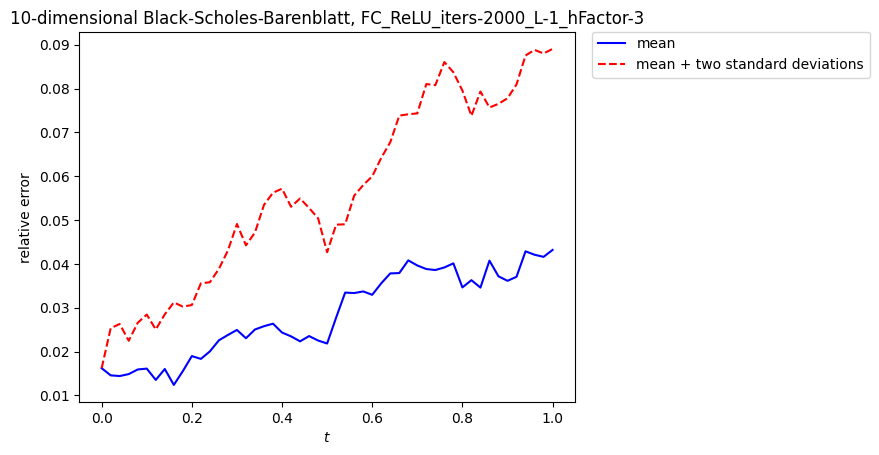 10-dimensional Black-Scholes-Barenblatt, FC_ReLU_iters-2000_L-1_hFactor-3
mean
mean + two standard deviations
relative error
0.09
0.08
0.07
0.06
0.05
0.04
0.03
0.02
0.01
0.0 0.2 0.4 0.6 0.8 1.0
t